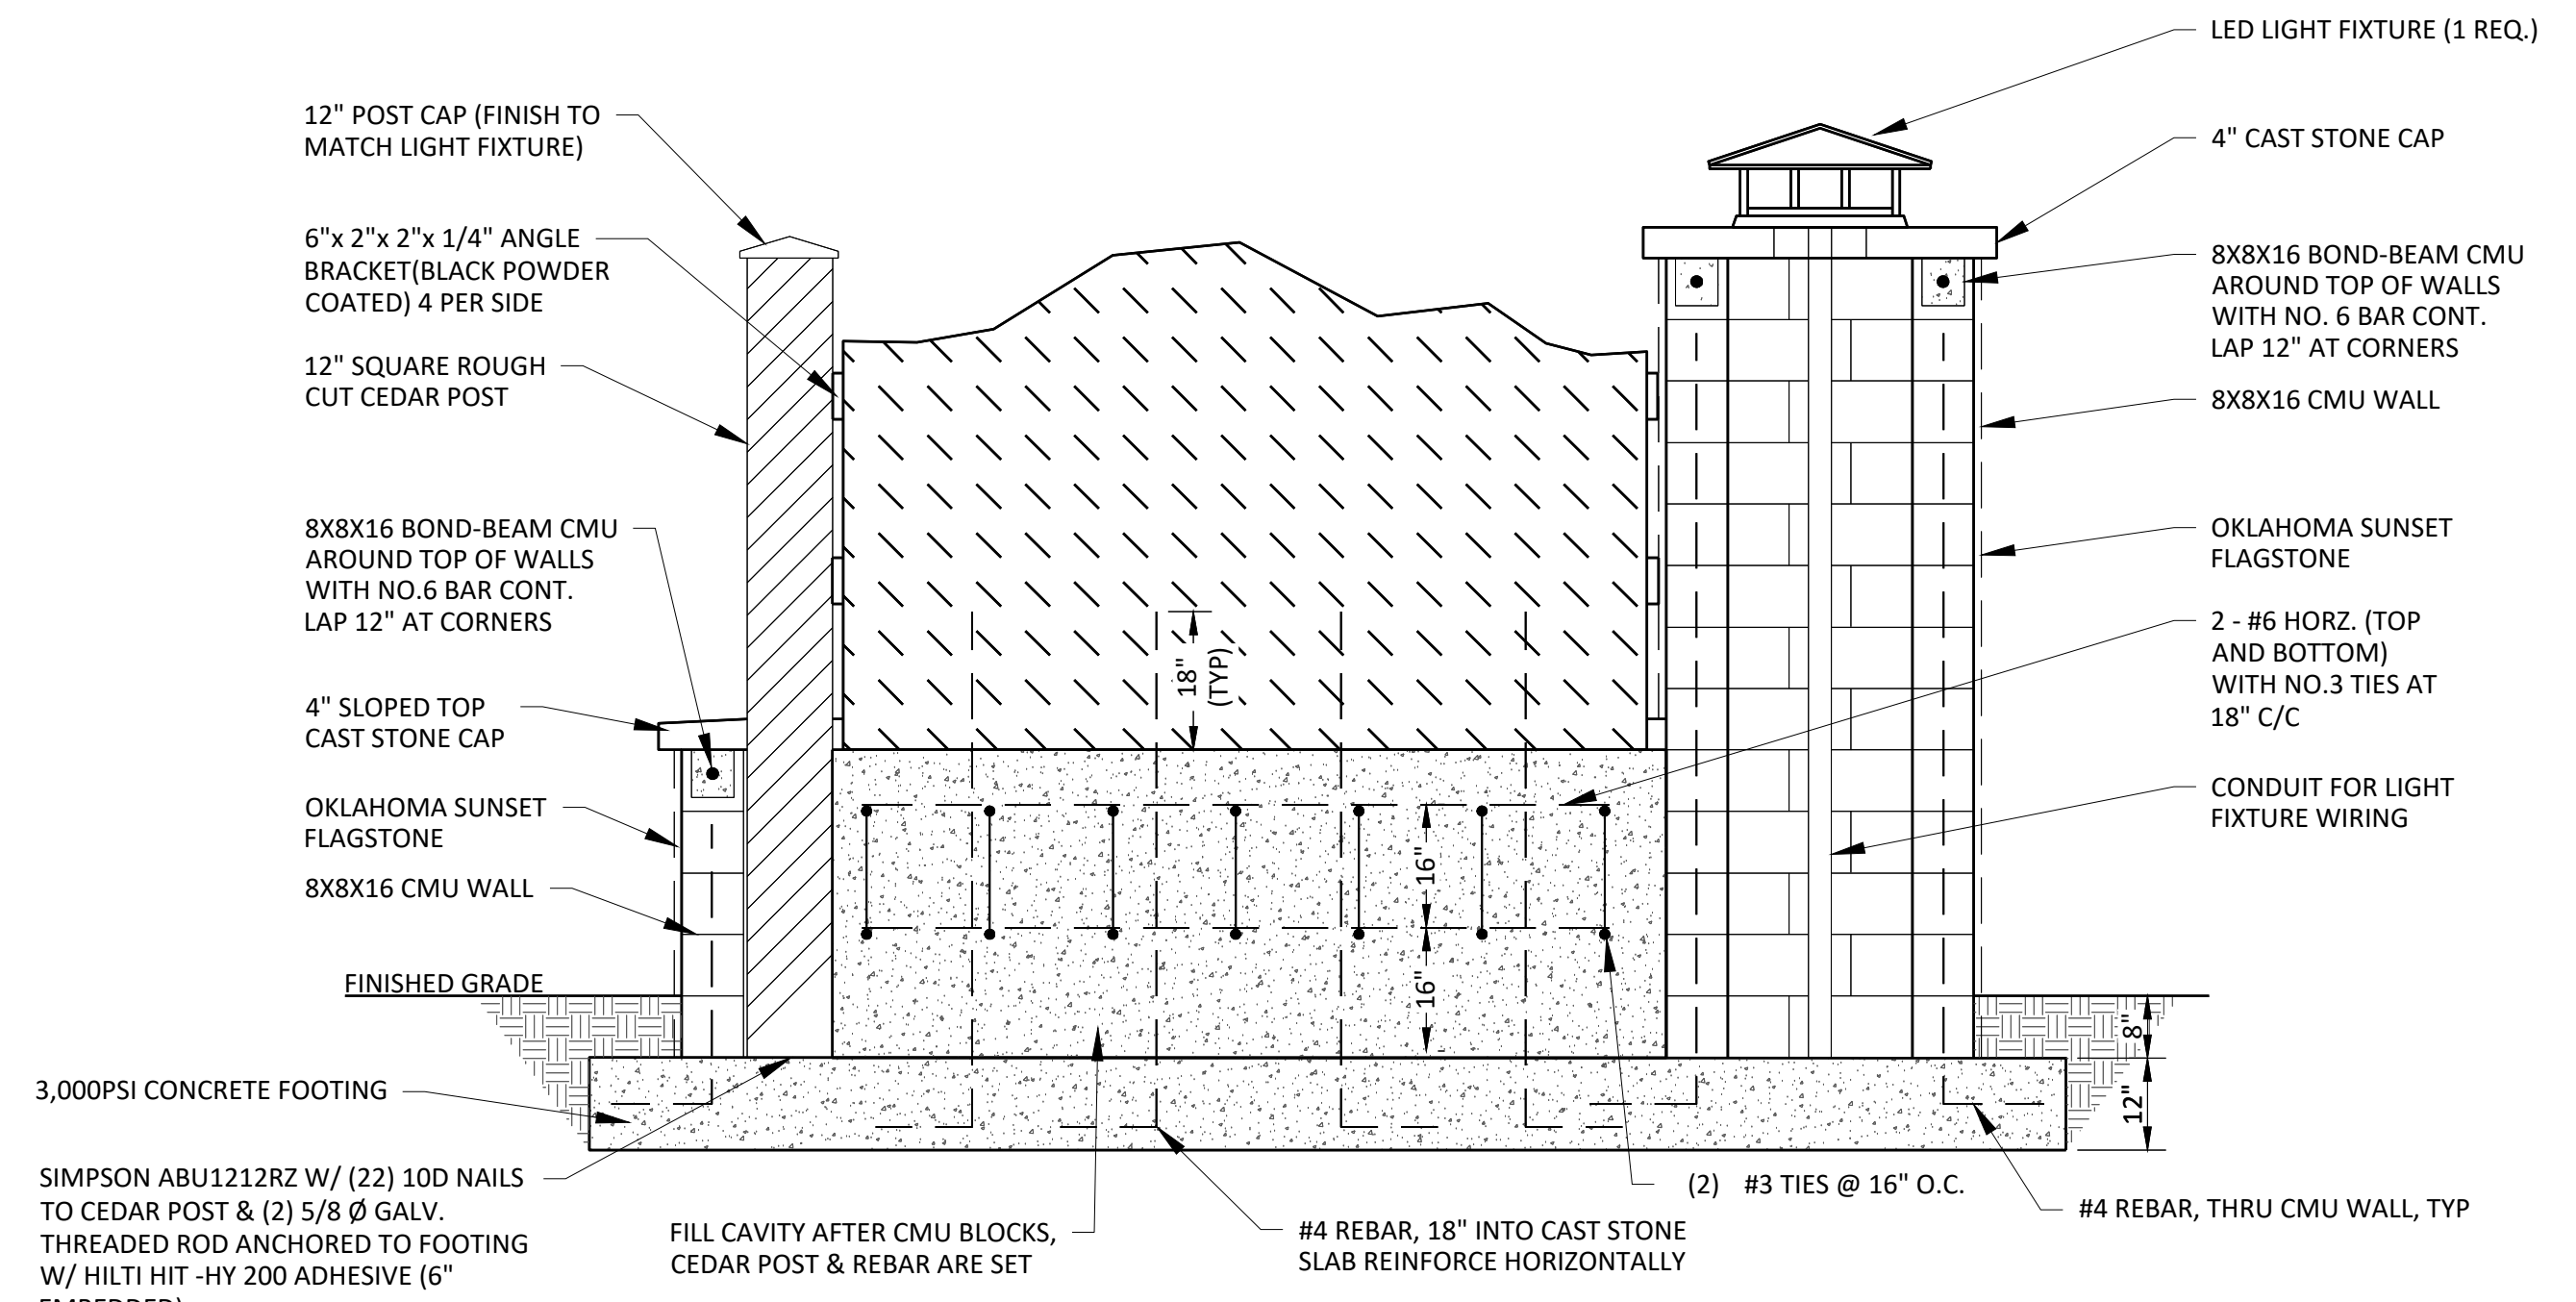 LED LIGHT FIXTURE (1 REQ.)
12" POST CAP (FINISH TO
MATCH LIGHT FIXTURE)
4" CAST STONE CAP
6"x 2"x 2"x 1/4" ANGLE
BRACKET(BLACK POWDER
COATED) 4 PER SIDE
8X8X16 BOND-BEAM CMU
AROUND TOP OF WALLS
WITH NO. 6 BAR CONT.
LAP 12" AT CORNERS
12" SQUARE ROUGH
CUT CEDAR POST
8X8X16 CMU WALL
8X8X16 BOND-BEAM CMU
AROUND TOP OF WALLS
WITH NO.6 BAR CONT.
LAP 12" AT CORNERS
OKLAHOMA SUNSET
FLAGSTONE
2 - #6 HORZ. (TOP
AND BOTTOM)
WITH NO.3 TIES AT
18" C/C
18"
(TYP)
4" SLOPED TOP
CAST STONE CAP
CONDUIT FOR LIGHT
FIXTURE WIRING
OKLAHOMA SUNSET
FLAGSTONE
16"
8X8X16 CMU WALL
FINISHED GRADE
16"
8"
3,000PSI CONCRETE FOOTING
12"
SIMPSON ABU1212RZ W/ (22) 10D NAILS
TO CEDAR POST & (2) 5/8 Ø GALV.
THREADED ROD ANCHORED TO FOOTING
W/ HILTI HIT -HY 200 ADHESIVE (6"
EMBEDDED)
FILL CAVITY AFTER CMU BLOCKS,
CEDAR POST & REBAR ARE SET
#4 REBAR, 18" INTO CAST STONE
SLAB REINFORCE HORIZONTALLY
(2) #3 TIES @ 16" O.C.
#4 REBAR, THRU CMU WALL, TYP